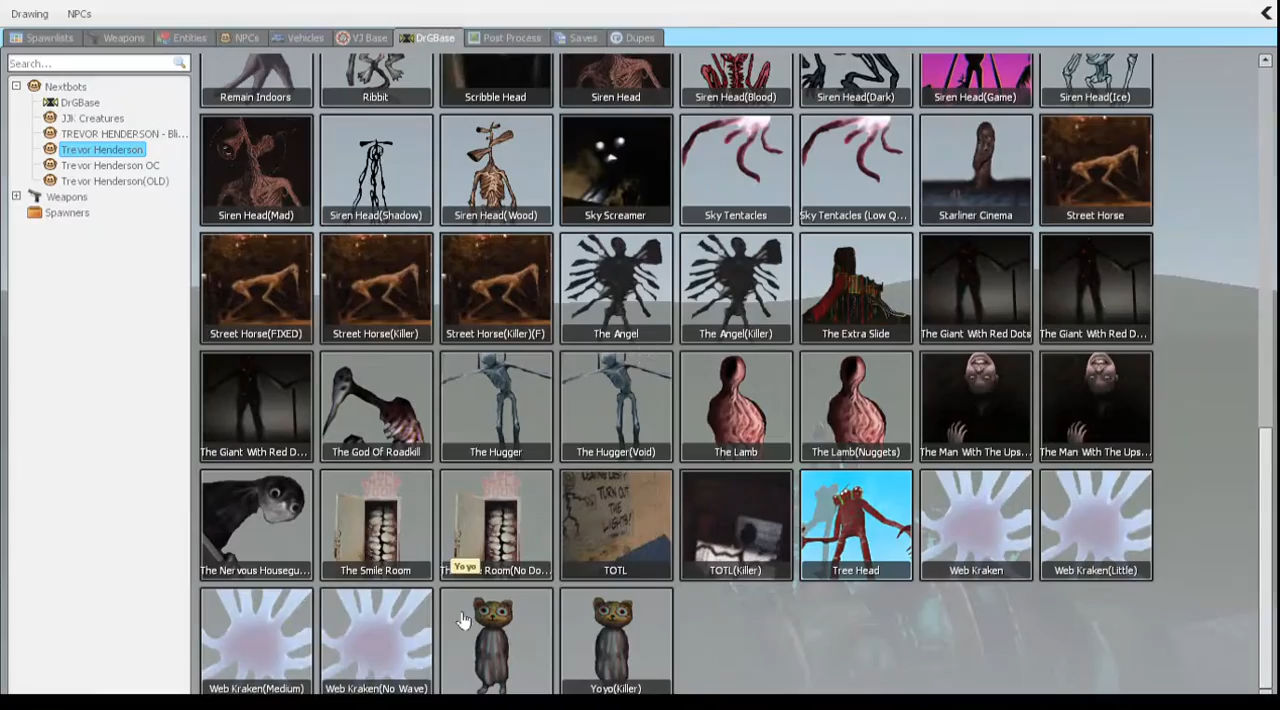 Drawing NPCs
Spawnlists Weapons Entities NPCs Vehicles VJ Base DrGBase Post Process Saves Dupes
Search...
Nextbots
DrGBase
JJK Creatures
TREVOR HENDERSON - Bli...
Trevor Henderson
Trevor Henderson OC
Trevor Henderson(OLD)
Weapons
Spawners
Remain Indoors Ribbit Scribble Head Siren Head Siren Head(Blood) Siren Head(Dark) Siren Head(Game) Siren Head(Ice)
Siren Head(Mad) Siren Head(Shadow) Siren Head(Wood) Sky Screamer Sky Tentacles Sky Tentacles (Low Q... Starliner Cinema Street Horse
Street Horse(FIXED) Street Horse(Killer) Street Horse(Killer)(F) The Angel The Angel(Killer) The Extra Slide The Giant With Red Dots The Giant With Red D...
The Giant With Red D... The God Of Roadkill The Hugger The Hugger(Void) The Lamb The Lamb(Nuggets) The Man With The Ups... The Man With The Ups...
TURN OUT
THE
LIGHTS!
Yoyo
The Nervous Housegu... The Smile Room Room(No Do... TOTL TOTL(Killer) Tree Head Web Kraken Web Kraken(Little)
Web Kraken(Medium) Web Kraken(No Wave) Yoyo(Killer)